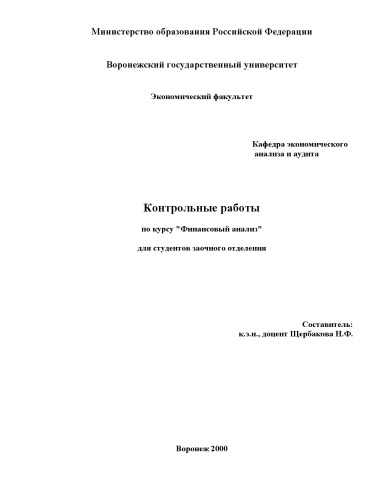 Министерство образования Российской Федерации
Воронежский государственный университет
Экономический факультет
Кафедра экономического
анализа и аудита
Контрольные работы
по курсу "Финансовый анализ"
для студентов заочного отделения
Составитель:
к.э.н., доцент Щербакова Н.Ф.
Воронеж 2000